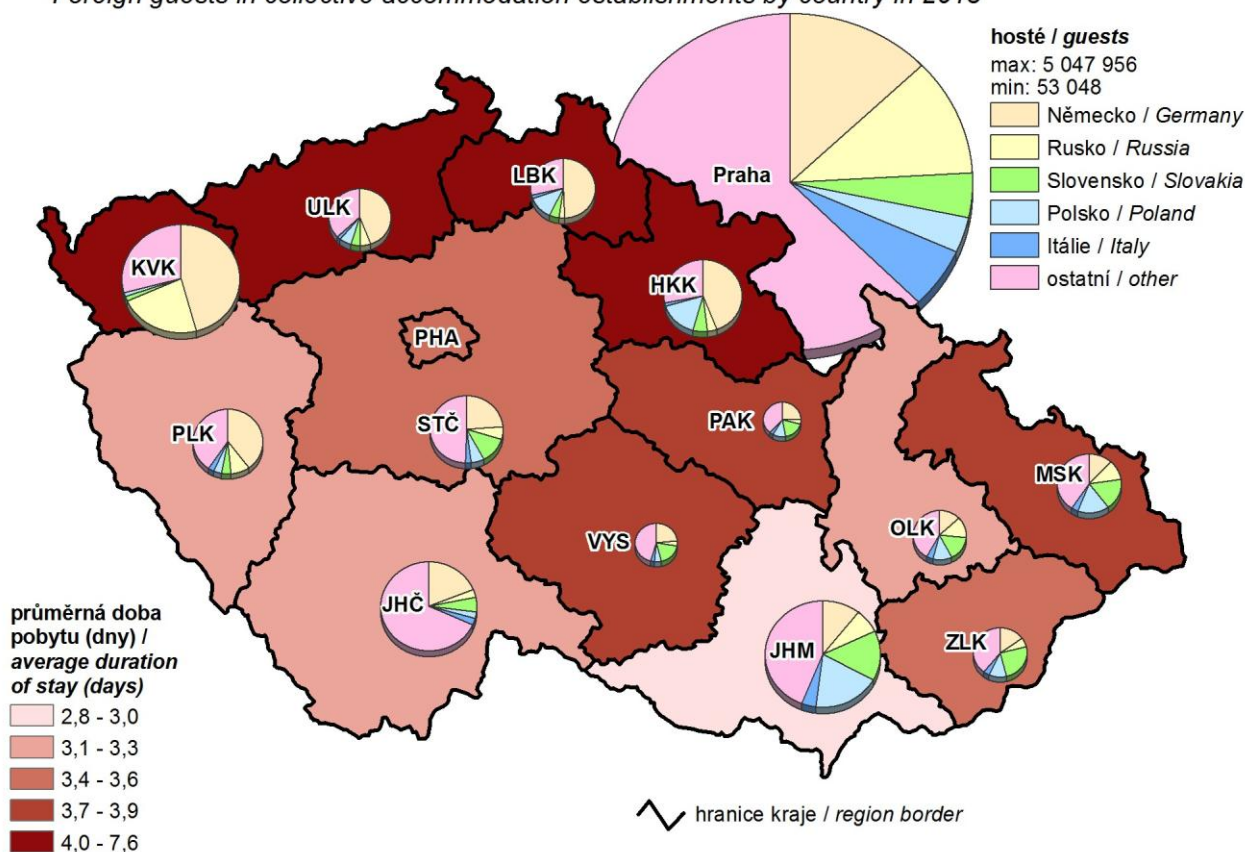 Foreign guests in collective accommodation establishments by country in 2013
hosté / guests
max: 5 047 956
min: 53 048
Německo / Germany
Rusko / Russia
Slovensko / Slovakia
Polsko / Poland
Itálie / Italy
ostatní / other
Praha
LBK
ULK
KVK
HKK
PHA
PLK
STČ
PAK
MSK
OLK
VYS
JHČ
JHM
ZLK
průměrná doba
pobytu (dny) /
average duration
of stay (days)
2,8 - 3,0
3,1 - 3,3
3,4 - 3,6
3,7 - 3,9
4,0 - 7,6
hranice kraje / region border